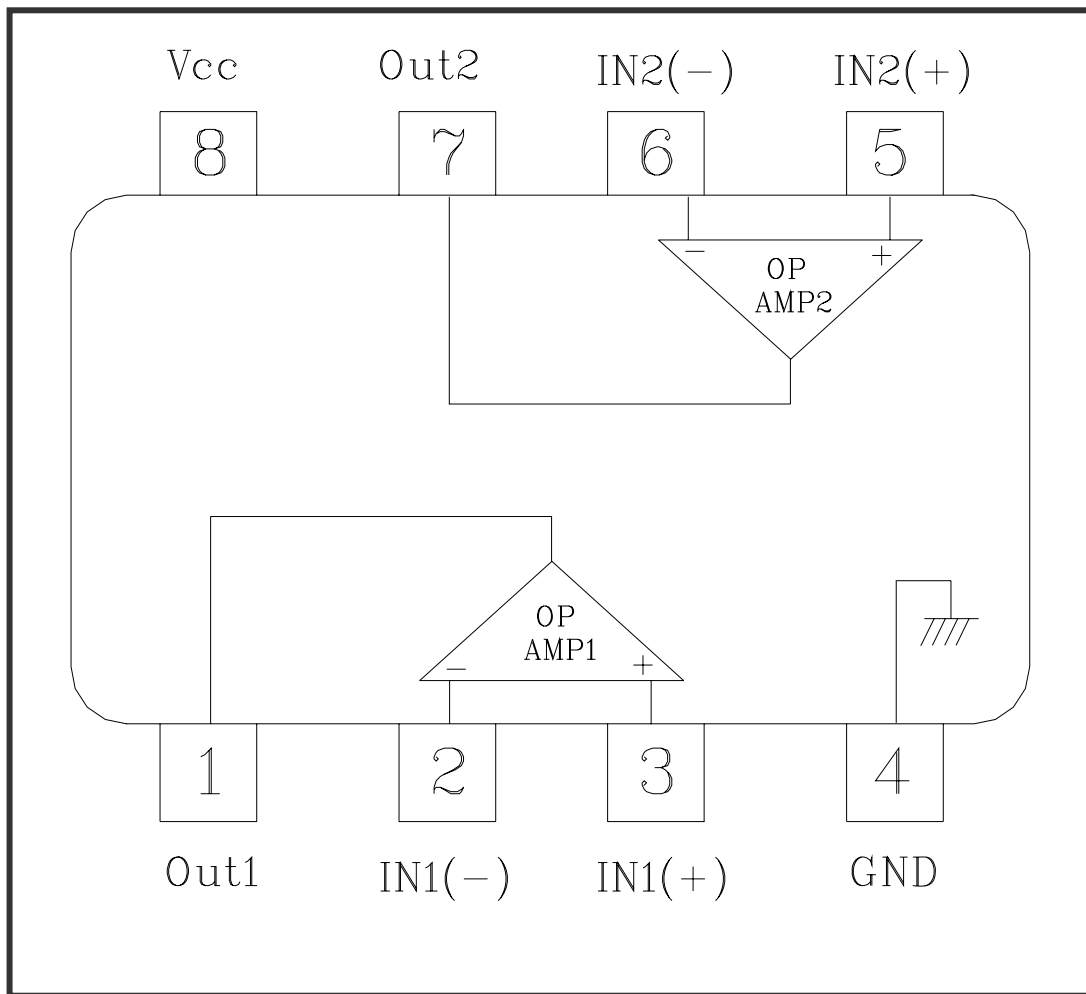 Vcc Out2 IN2(-) IN2(+)
8 7 6 5
- +
OP
AMP2
OP
AMP1
- +
1 2 3 4
Out1 IN1(-) IN1(+) GND